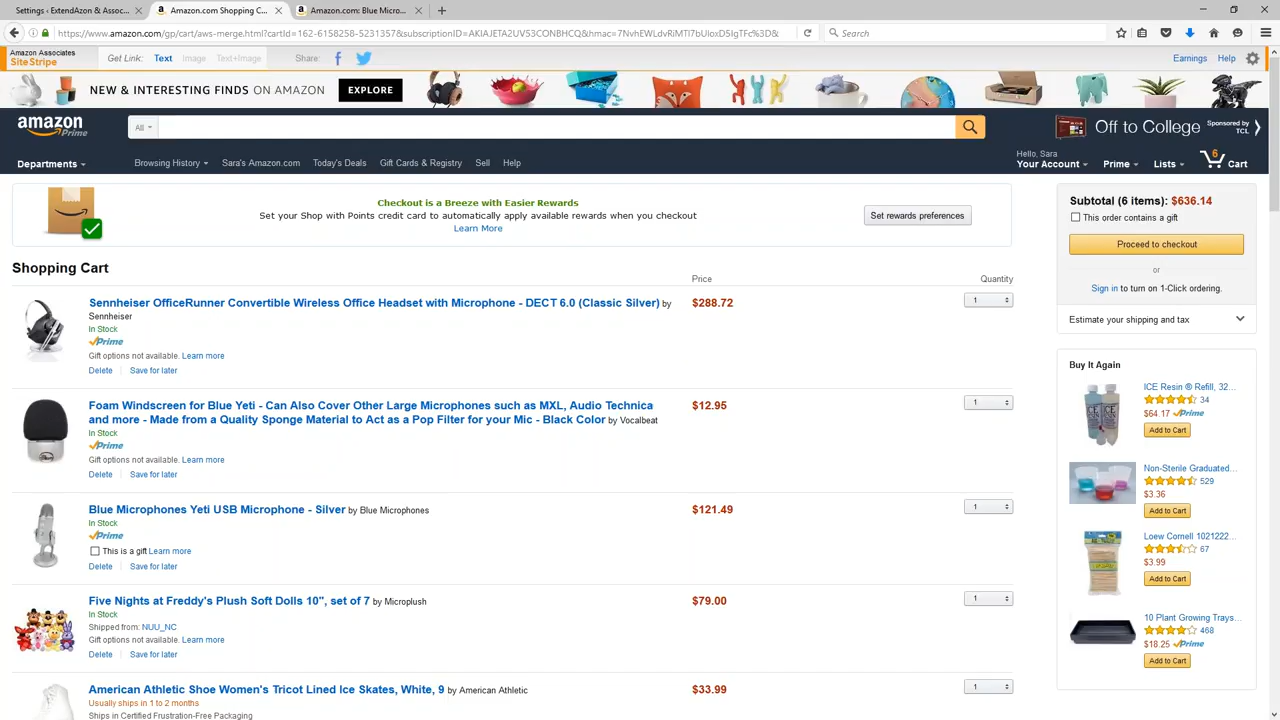 Settings ‹ ExtendAzon & Assoc...
Amazon.com Shopping C...
Amazon.com: Blue Micro...
https://www.amazon.com/gp/cart/aws-merge.html?cartId=162-6158258-5231357&subscriptionID=AKIAJETA2UV53CONBHCQ&hmac=7NvhEWLdvRiMTl7bUloxD5IgTFc%3D&
Search
Amazon Associates
SiteStripe
Get Link: Text Image Text+Image
Share:
Earnings Help
NEW & INTERESTING FINDS ON AMAZON EXPLORE
amazon
Prime
All
Off to College Sponsored by
TCL
Departments
Browsing History Sara's Amazon.com Today's Deals Gift Cards & Registry Sell Help
Hello, Sara
Your Account Prime Lists 6 Cart
Checkout is a Breeze with Easier Rewards
Set your Shop with Points credit card to automatically apply available rewards when you checkout
Learn More
Set rewards preferences
Subtotal (6 items): $636.14
This order contains a gift
Proceed to checkout
or
Sign in to turn on 1-Click ordering.
Estimate your shipping and tax
Shopping Cart
Price Quantity
Sennheiser OfficeRunner Convertible Wireless Office Headset with Microphone - DECT 6.0 (Classic Silver) by
Sennheiser
$288.72 1
In Stock
Prime
Gift options not available. Learn more
Delete Save for later
Foam Windscreen for Blue Yeti - Can Also Cover Other Large Microphones such as MXL, Audio Technica
and more - Made from a Quality Sponge Material to Act as a Pop Filter for your Mic - Black Color by Vocalbeat
$12.95 1
In Stock
Prime
Gift options not available. Learn more
Delete Save for later
Blue Microphones Yeti USB Microphone - Silver by Blue Microphones
$121.49 1
In Stock
Prime
This is a gift Learn more
Delete Save for later
Five Nights at Freddy's Plush Soft Dolls 10", set of 7 by Microplush
$79.00 1
In Stock
Shipped from: NUU_NC
Gift options not available. Learn more
Delete Save for later
American Athletic Shoe Women's Tricot Lined Ice Skates, White, 9 by American Athletic
$33.99 1
Usually ships in 1 to 2 months
Ships in Certified Frustration-Free Packaging
Buy It Again
ICE Resin ® Refill, 32...
34
$64.17 Prime
Add to Cart
Non-Sterile Graduated...
529
$3.36
Add to Cart
Loew Cornell 1021222...
67
$3.99
Add to Cart
10 Plant Growing Trays...
468
$18.25 Prime
Add to Cart